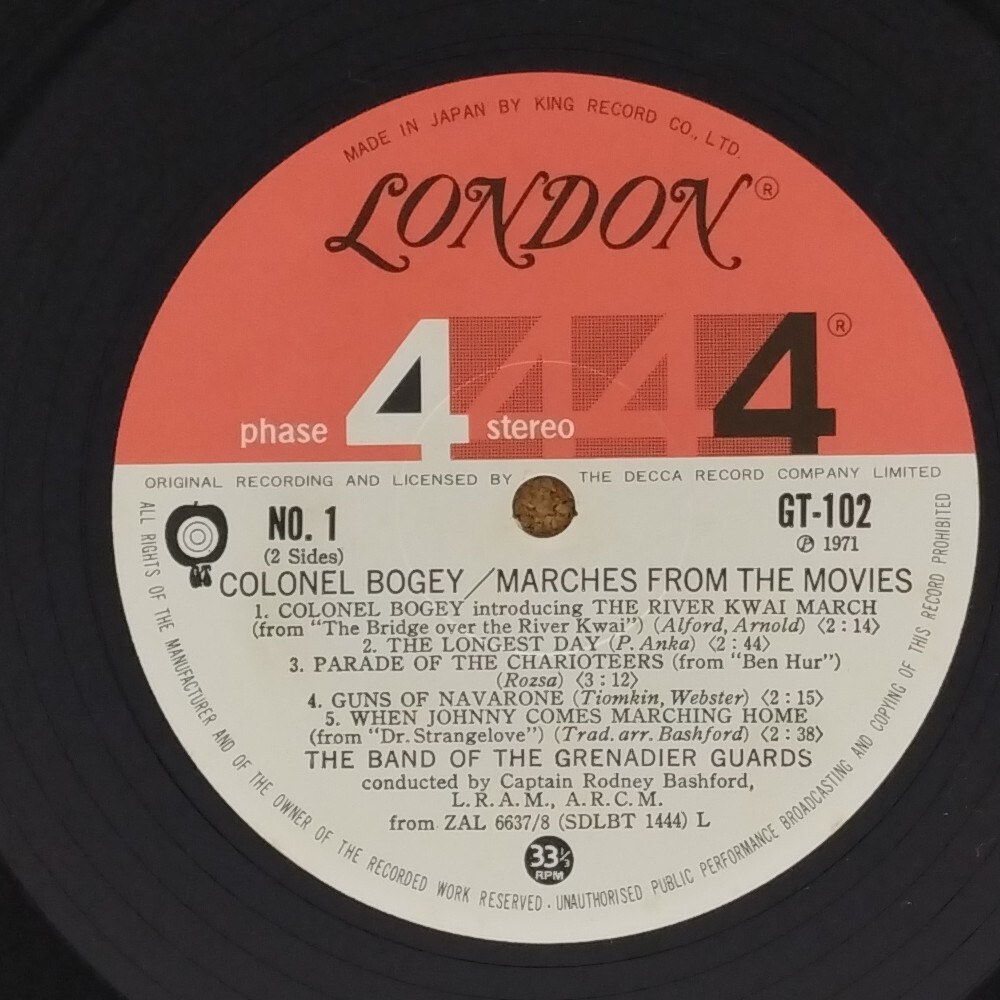 MADE IN JAPAN BY KING RECORD CO., LTD.
LONDON®
phase 4 stereo 4 4 4 ®
ORIGINAL RECORDING AND LICENSED BY THE DECCA RECORD COMPANY LIMITED
GT
NO. 1
(2 Sides)
GT-102
℗ 1971
COLONEL BOGEY/MARCHES FROM THE MOVIES
1. COLONEL BOGEY introducing THE RIVER KWAI MARCH
(from "The Bridge over the River Kwai") (Alford, Arnold) ⟨2:14⟩
2. THE LONGEST DAY (P. Anka) ⟨2:44⟩
3. PARADE OF THE CHARIOTEERS (from "Ben Hur")
(Rozsa) ⟨3:12⟩
4. GUNS OF NAVARONE (Tiomkin, Webster) ⟨2:15⟩
5. WHEN JOHNNY COMES MARCHING HOME
(from "Dr. Strangelove") (Trad. arr. Bashford) ⟨2:38⟩
THE BAND OF THE GRENADIER GUARDS
conducted by Captain Rodney Bashford,
L.R.A.M., A.R.C.M.
from ZAL 6637/8 (SDLBT 1444) L
33⅓
RPM
ALL RIGHTS OF THE MANUFACTURER AND OF THE OWNER OF THE RECORDED WORK RESERVED · UNAUTHORISED PUBLIC PERFORMANCE BROADCASTING AND COPYING OF THIS RECORD PROHIBITED